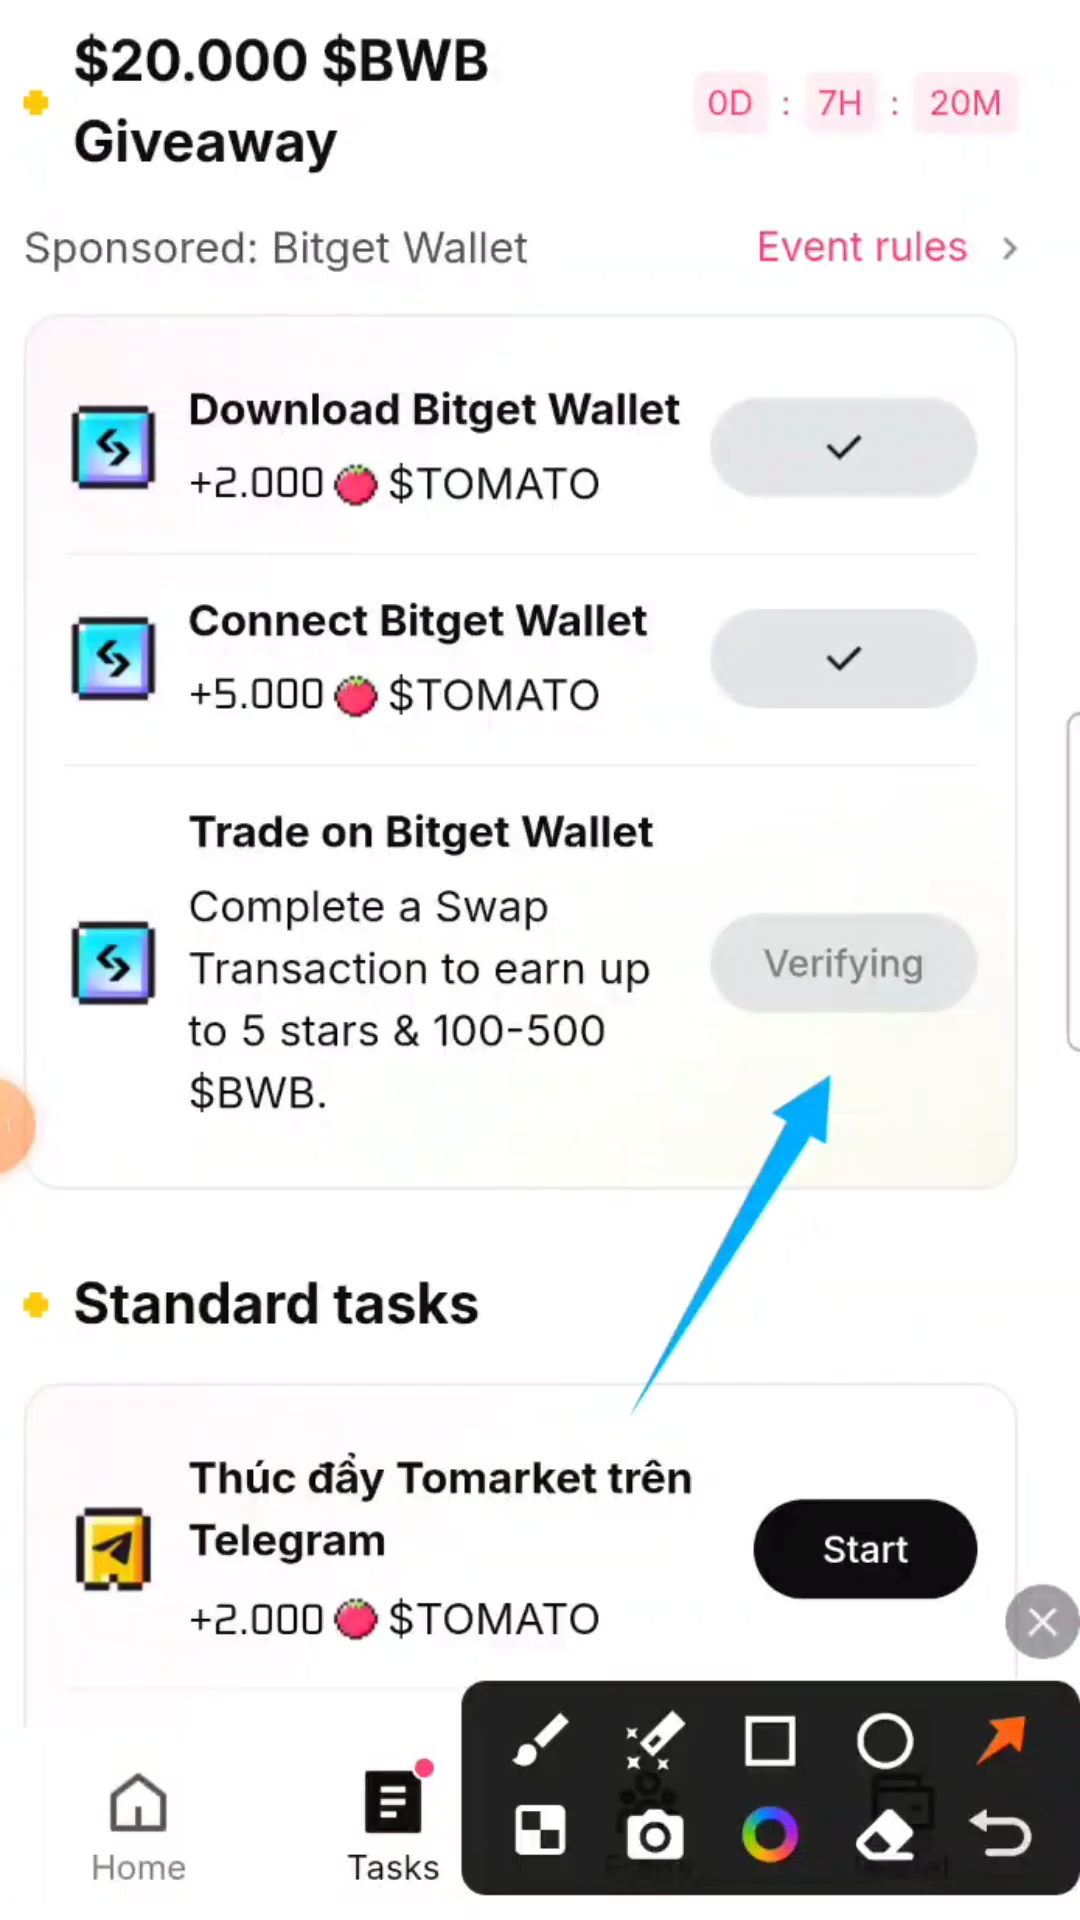 $20.000 $BWB
Giveaway
0D : 7H : 20M
Sponsored: Bitget Wallet
Event rules
Download Bitget Wallet
+2.000 $TOMATO
Connect Bitget Wallet
+5.000 $TOMATO
Trade on Bitget Wallet
Complete a Swap
Transaction to earn up
to 5 stars & 100-500
$BWB.
Verifying
Standard tasks
Thúc đẩy Tomarket trên
Telegram
+2.000 $TOMATO
Start
Home
Tasks